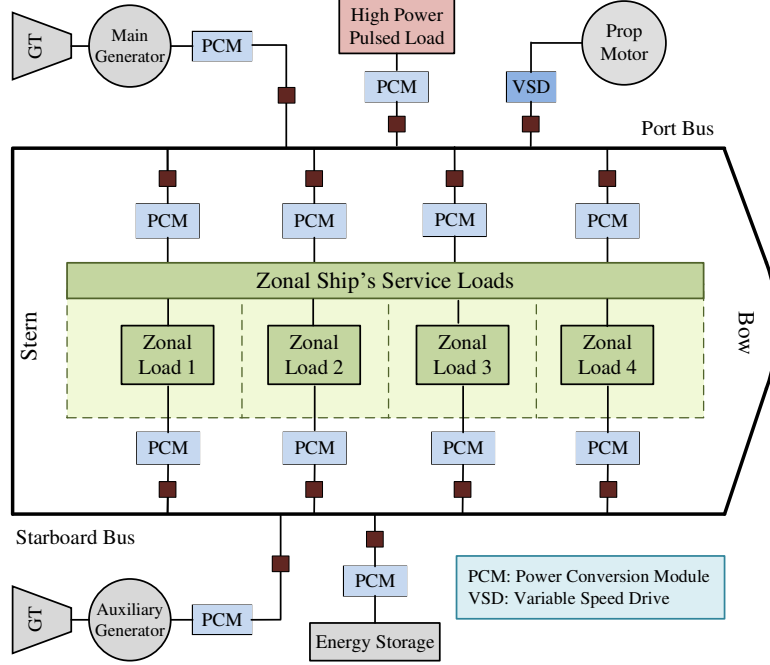 GT
Main
Generator
PCM
High Power
Pulsed Load
PCM
VSD
Prop
Motor
Port Bus
PCM
PCM
PCM
PCM
Zonal Ship's Service Loads
Zonal
Load 1
Zonal
Load 2
Zonal
Load 3
Zonal
Load 4
Stern
Bow
PCM
PCM
PCM
PCM
Starboard Bus
GT
Auxiliary
Generator
PCM
PCM
Energy Storage
PCM: Power Conversion Module
VSD: Variable Speed Drive